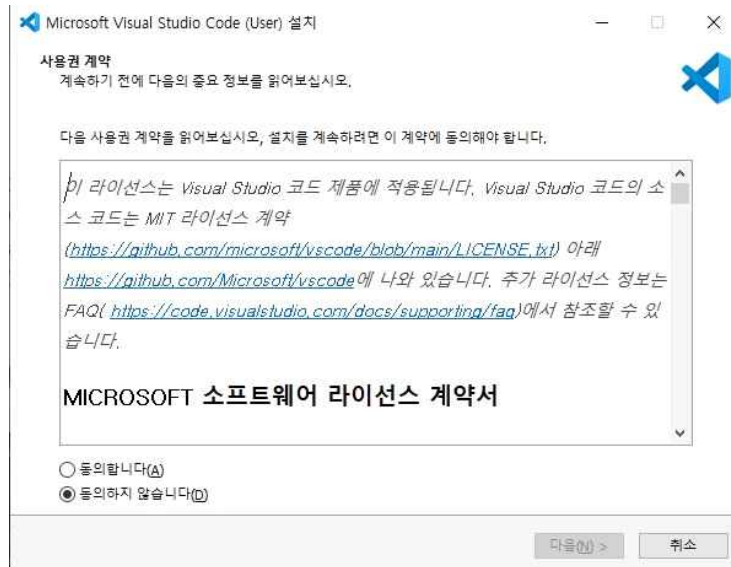 Microsoft Visual Studio Code (User) 설치
사용권 계약
계속하기 전에 다음의 중요 정보를 읽어보십시오.
다음 사용권 계약을 읽어보십시오, 설치를 계속하려면 이 계약에 동의해야 합니다.
이 라이선스는 Visual Studio 코드 제품에 적용됩니다. Visual Studio 코드의 소
스 코드는 MIT 라이선스 계약
(https://github.com/microsoft/vscode/blob/main/LICENSE.txt) 아래
https://github.com/Microsoft/vscode에 나와 있습니다. 추가 라이선스 정보는
FAQ( https://code.visualstudio.com/docs/supporting/faq)에서 참조할 수 있
습니다.
MICROSOFT 소프트웨어 라이선스 계약서
동의합니다(A)
동의하지 않습니다(D)
다음(N) >
취소